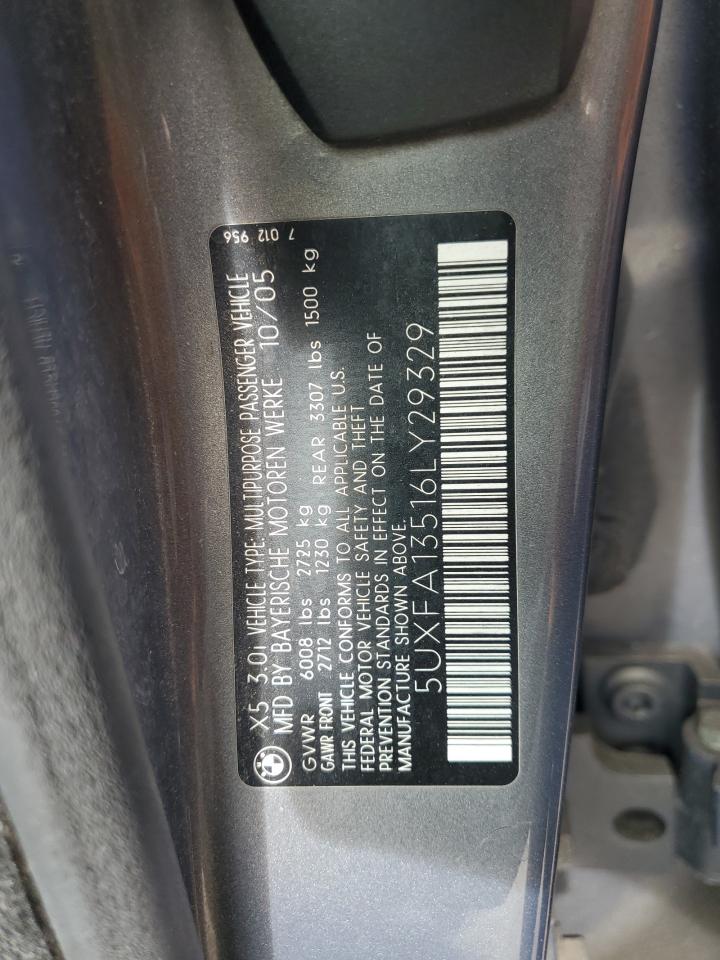 7 012 956
X5 3.0i VEHICLE TYPE: MULTIPURPOSE PASSENGER VEHICLE
MFD BY BAYERISCHE MOTOREN WERKE 10/05
GVWR 6008 lbs 2725 kg
GAWR FRONT 2712 lbs 1230 kg REAR 3307 lbs 1500 kg
THIS VEHICLE CONFORMS TO ALL APPLICABLE U.S.
FEDERAL MOTOR VEHICLE SAFETY AND THEFT
PREVENTION STANDARDS IN EFFECT ON THE DATE OF
MANUFACTURE SHOWN ABOVE.
5UXFA13516LY29329